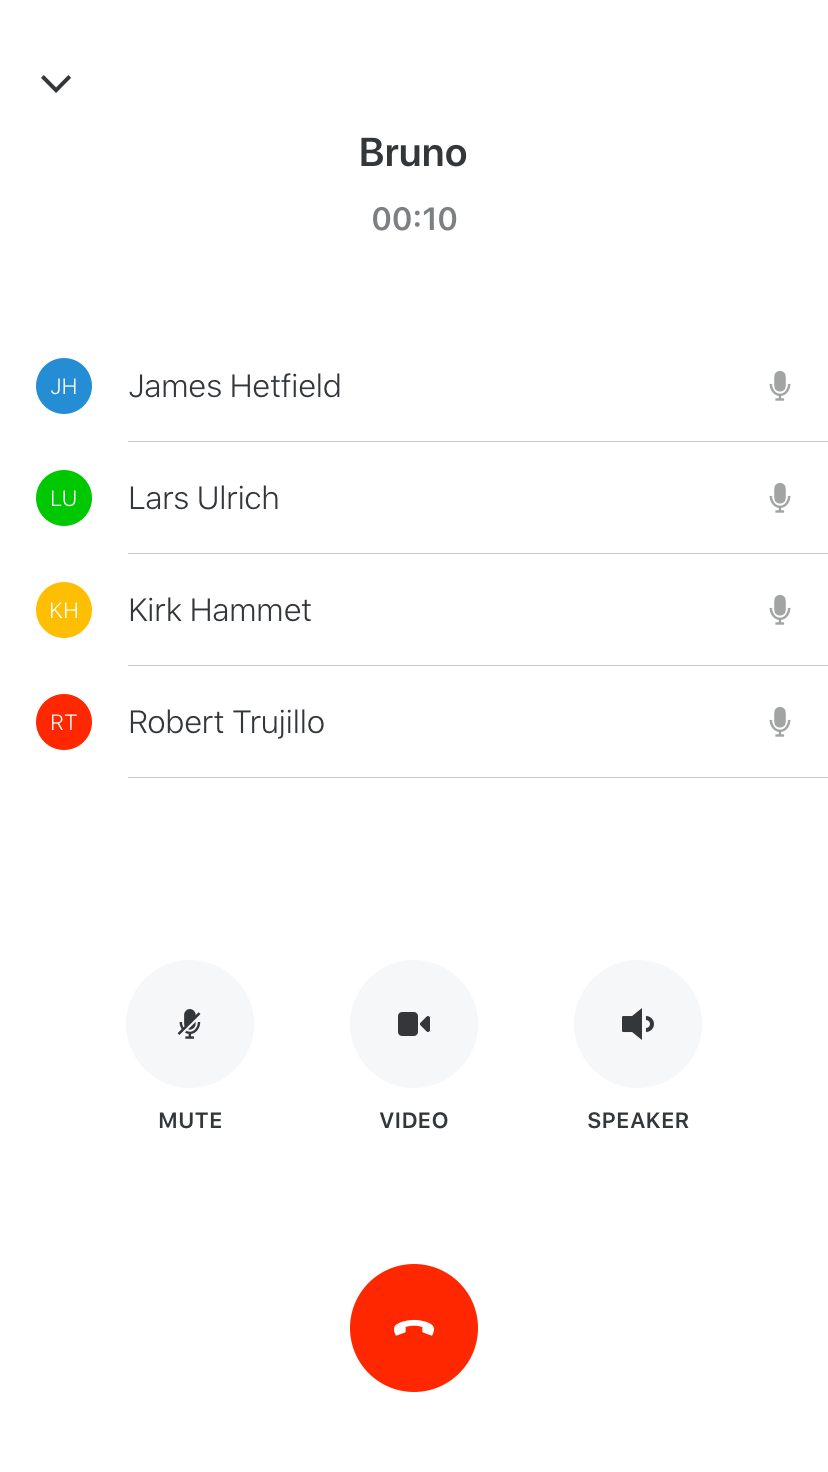 Bruno
00:10
JH James Hetfield
LU Lars Ulrich
KH Kirk Hammet
RT Robert Trujillo
MUTE VIDEO SPEAKER